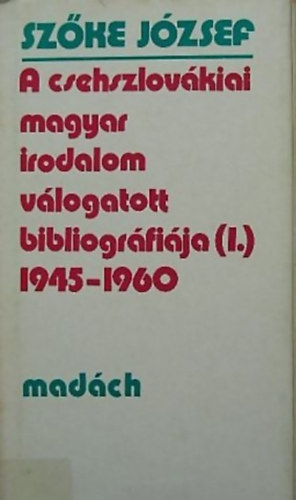 SZŐKE JÓZSEF
A csehszlovákiai
magyar
irodalom
válogatott
bibliográfiája (I.)
1945-1960
madách